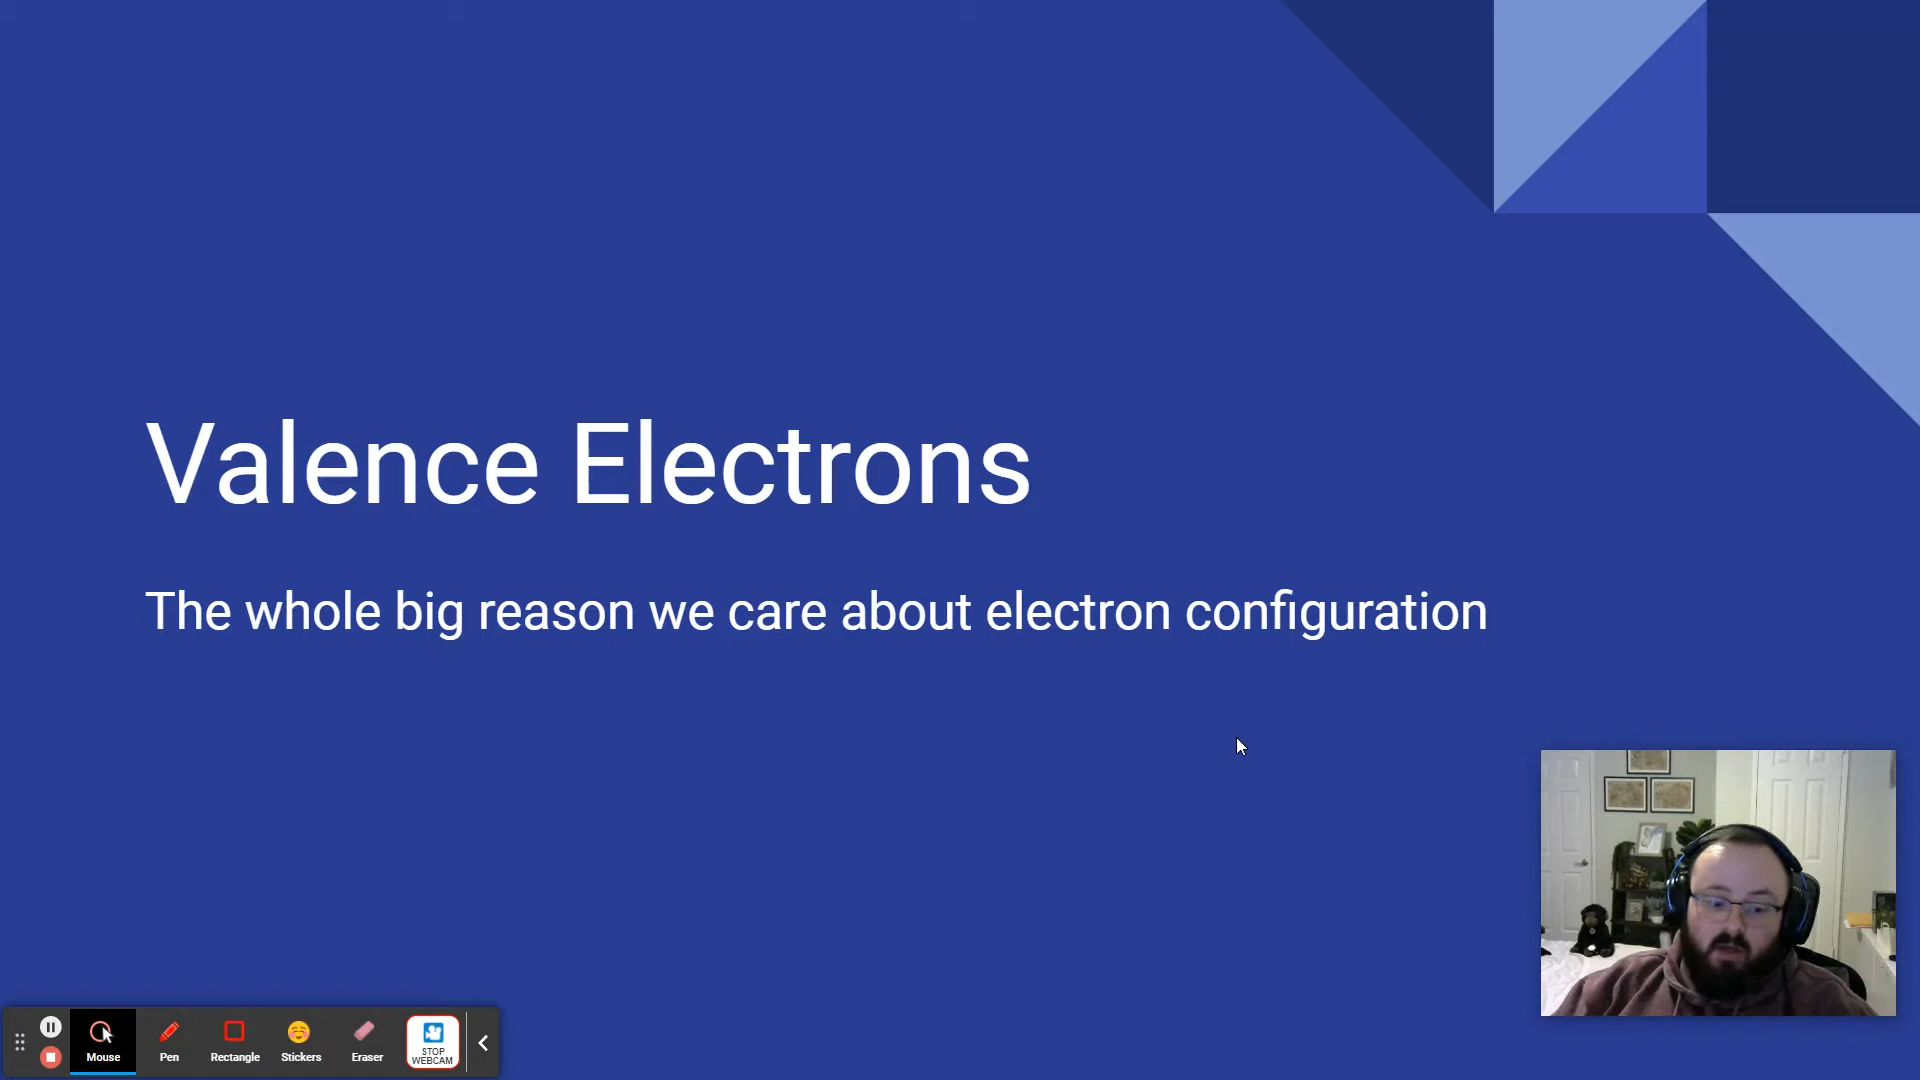 Valence Electrons
The whole big reason we care about electron configuration
Mouse
Pen
Rectangle
Stickers
Eraser
STOP
WEBCAM